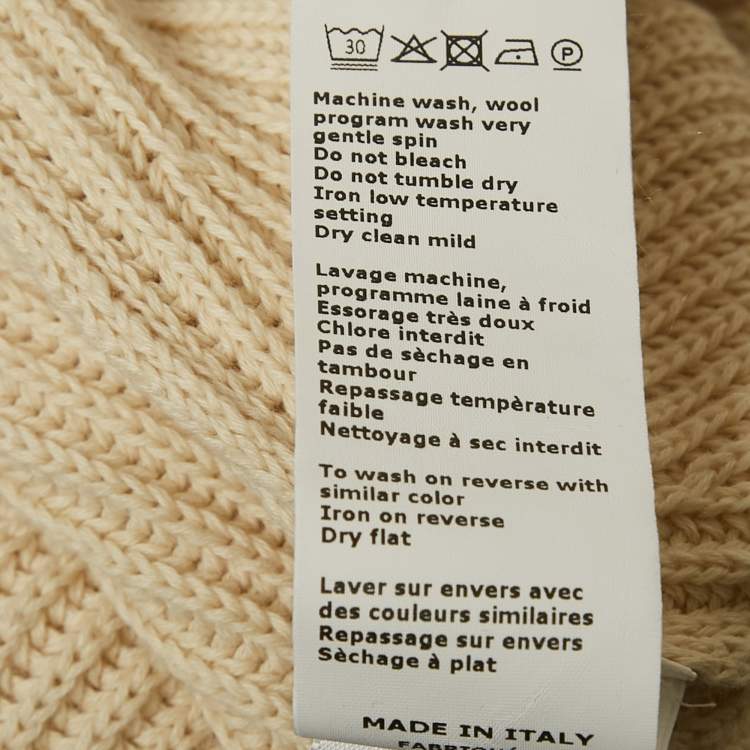 30
P
Machine wash, wool
program wash very
gentle spin
Do not bleach
Do not tumble dry
Iron low temperature
setting
Dry clean mild
Lavage machine,
programme laine à froid
Essorage très doux
Chlore interdit
Pas de sèchage en
tambour
Repassage tempèrature
faible
Nettoyage à sec interdit
To wash on reverse with
similar color
Iron on reverse
Dry flat
Laver sur envers avec
des couleurs similaires
Repassage sur envers
Sèchage à plat
MADE IN ITALY